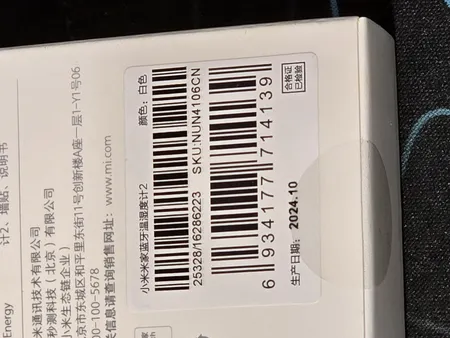 小米米家蓝牙温湿度计2 颜色: 白色
25328/16286223 SKU:NUN4106CN
6 934177 714139
生产日期: 2024.10
合格证
已检验
Energy
计2、墙贴、说明书
米通讯技术有限公司
秒测科技（北京）有限公司
小米生态链企业）
京市东城区和平里东街11号创新楼A座一层1-Y1号06
00-100-5678
关信息请查询销售网址: www.mi.com